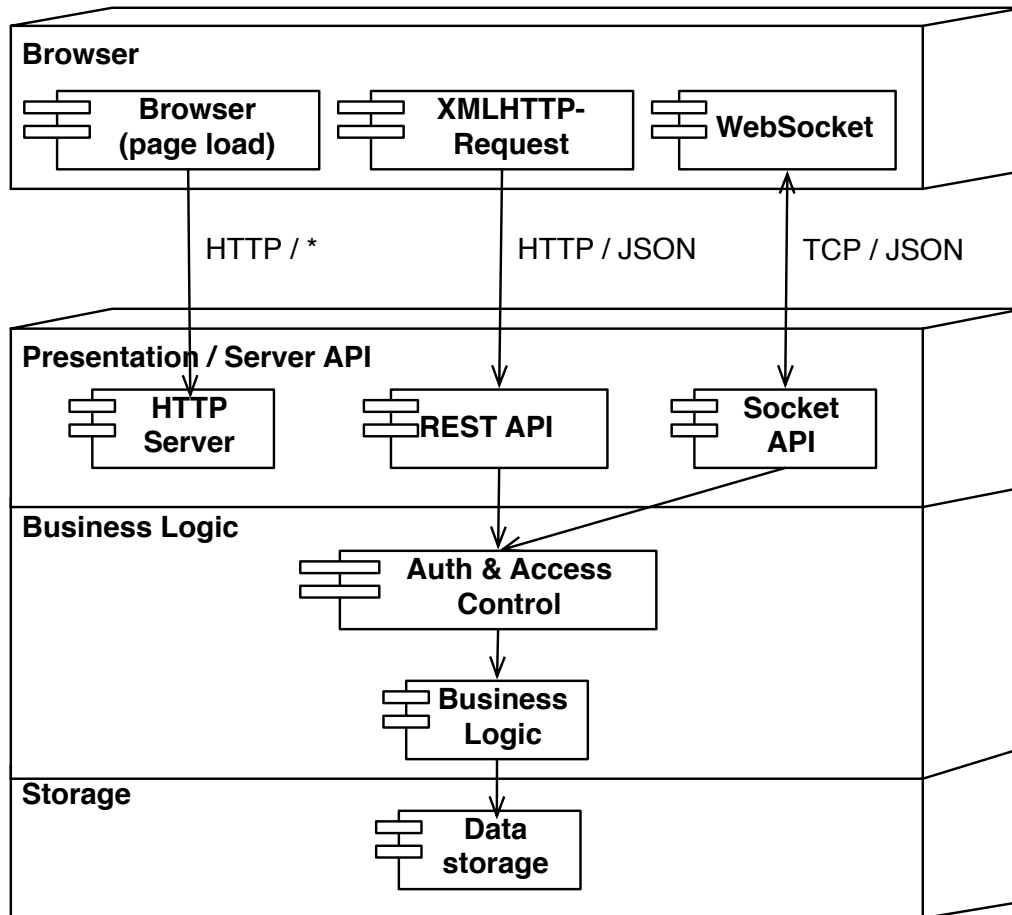 Browser
Browser
(page load)
XMLHTTP-
Request
WebSocket
HTTP / *
HTTP / JSON
TCP / JSON
Presentation / Server API
HTTP
Server
REST API
Socket
API
Business Logic
Auth & Access
Control
Business
Logic
Storage
Data
storage